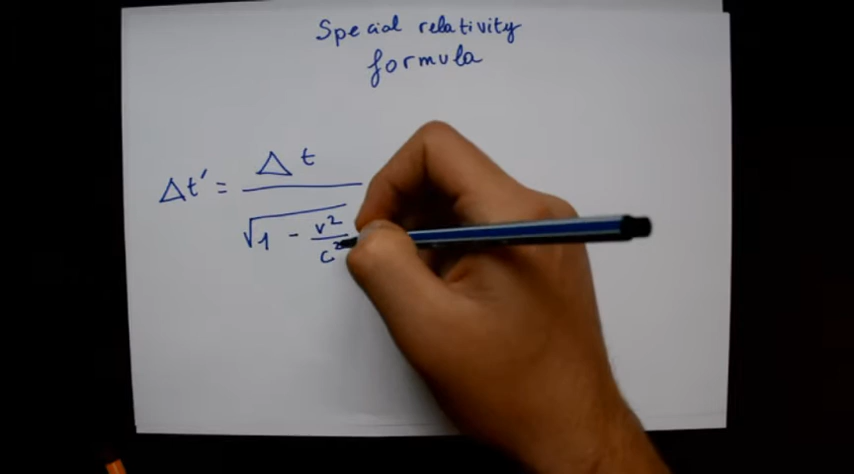 Special relativity
formula
Δt' = Δt / √(1 - v²/c²)